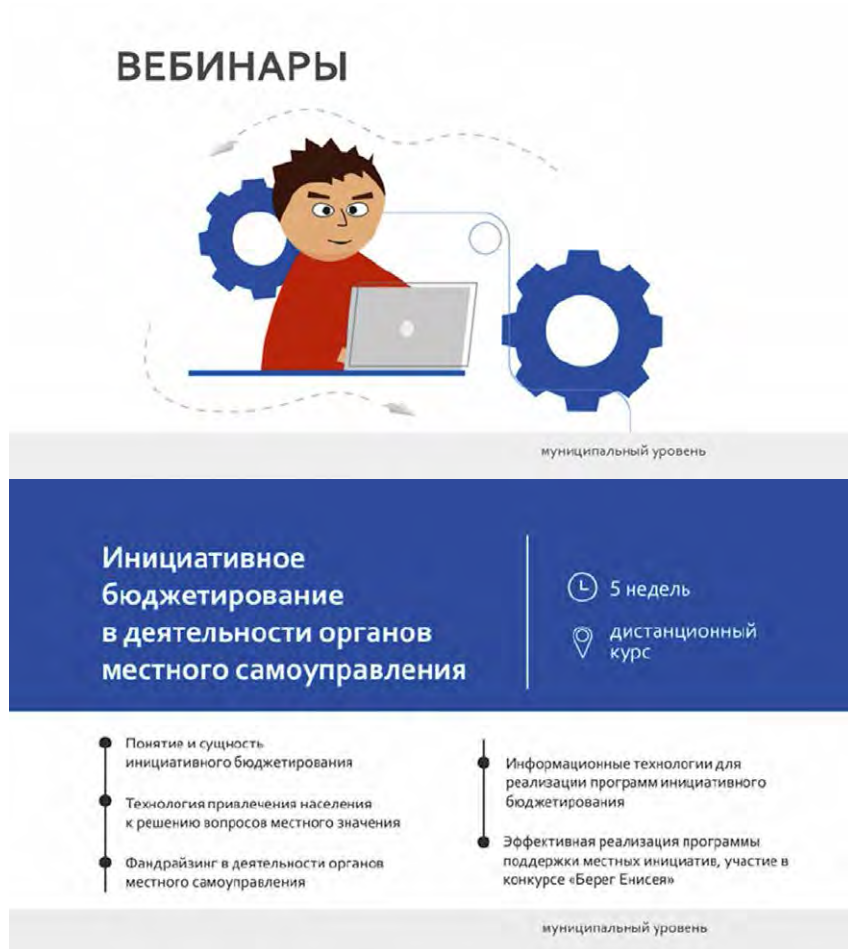 ВЕБИНАРЫ
муниципальный уровень
Инициативное
бюджетирование
в деятельности органов
местного самоуправления
5 недель
дистанционный
курс
Понятие и сущность
инициативного бюджетирования
Технология привлечения населения
к решению вопросов местного значения
Фандрайзинг в деятельности органов
местного самоуправления
Информационные технологии для
реализации программ инициативного
бюджетирования
Эффективная реализация программы
поддержки местных инициатив, участие в
конкурсе «Берег Енисея»
муниципальный уровень